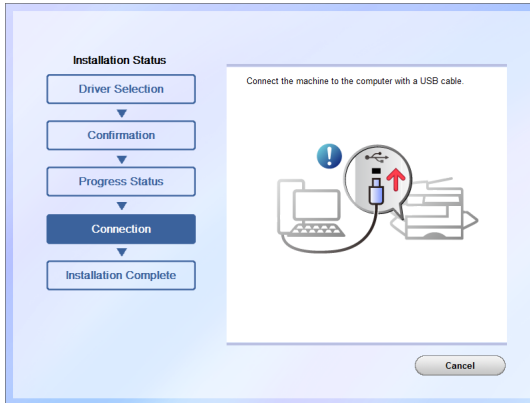 Installation Status
Driver Selection
Confirmation
Progress Status
Connection
Installation Complete
Connect the machine to the computer with a USB cable.
Cancel